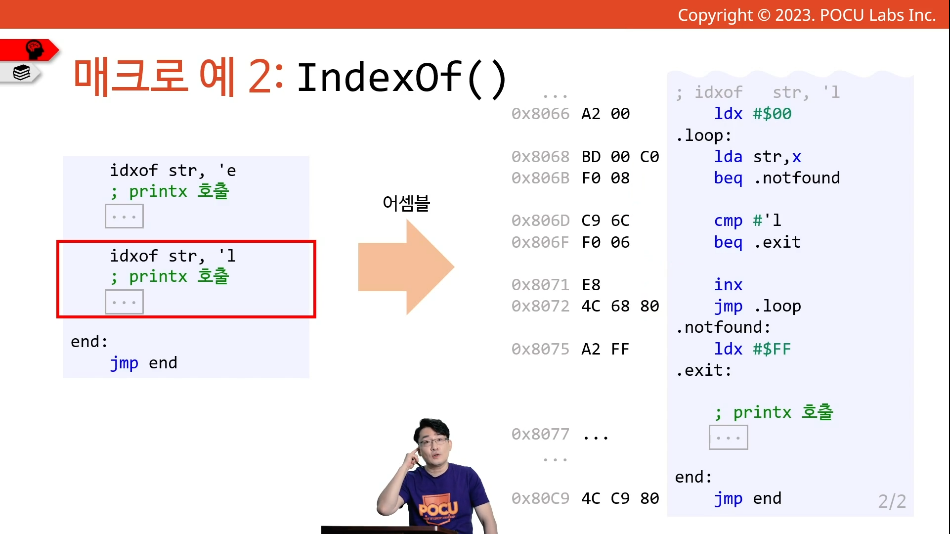 Copyright © 2023. POCU Labs Inc.
매크로 예 2: IndexOf()
idxof str, 'e
; printx 호출
...
idxof str, 'l
; printx 호출
...
end:
jmp end
어셈블
...
0x8066 A2 00
0x8068 BD 00 C0
0x806B F0 08
0x806D C9 6C
0x806F F0 06
0x8071 E8
0x8072 4C 68 80
0x8075 A2 FF
0x8077 ...
...
0x80C9 4C C9 80
; idxof str, 'l
ldx #$00
.loop:
lda str,x
beq .notfound
cmp #'l
beq .exit
inx
jmp .loop
.notfound:
ldx #$FF
.exit:
; printx 호출
...
end:
jmp end
2/2
POCU